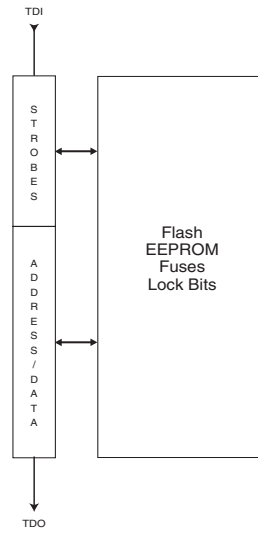 TDI
STROBES
ADDRESS/DATA
Flash
EEPROM
Fuses
Lock Bits
TDO